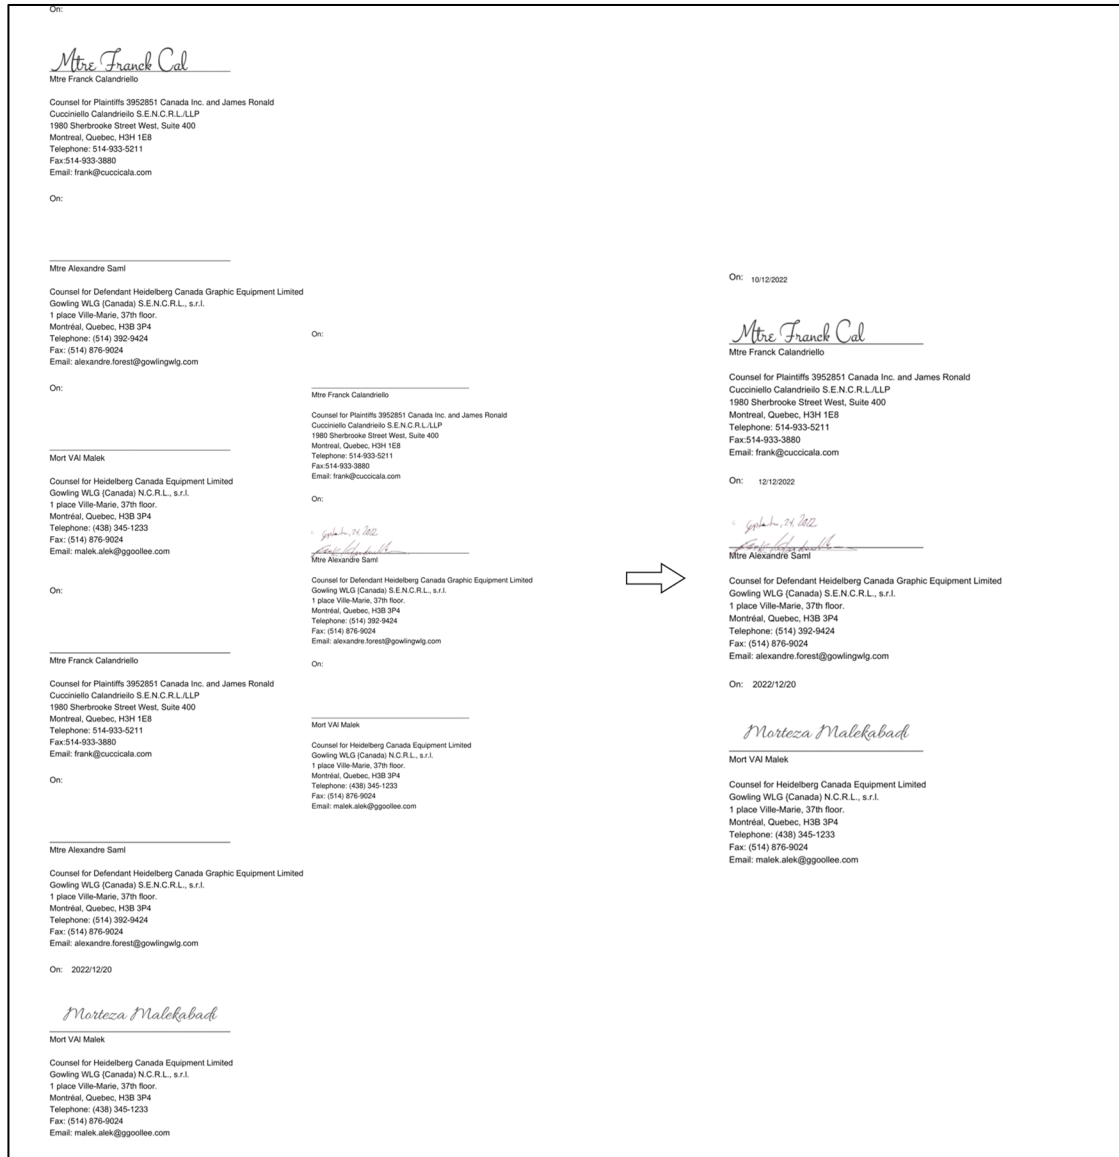 On:
Mtre Franck Cal
Mtre Franck Calandriello
Counsel for Plaintiffs 3952851 Canada Inc. and James Ronald
Cucciniello Calandrieilo S.E.N.C.R.L./LLP
1980 Sherbrooke Street West, Suite 400
Montreal, Quebec, H3H 1E8
Telephone: 514-933-5211
Fax:514-933-3880
Email: frank@cuccicala.com
On:
Mtre Alexandre Saml
Counsel for Defendant Heidelberg Canada Graphic Equipment Limited
Gowling WLG {Canada) S.E.N.C.R.L., s.r.l.
1 place Ville-Marie, 37th floor.
Montréal, Quebec, H3B 3P4
Telephone: (514) 392-9424
Fax: (514) 876-9024
Email: alexandre.forest@gowlingwlg.com
On:
Mort VAI Malek
Counsel for Heidelberg Canada Equipment Limited
Gowling WLG {Canada) N.C.R.L., s.r.l.
1 place Ville-Marie, 37th floor.
Montréal, Quebec, H3B 3P4
Telephone: (438) 345-1233
Fax: (514) 876-9024
Email: malek.alek@ggoollee.com
On:
Mtre Franck Calandriello
Counsel for Plaintiffs 3952851 Canada Inc. and James Ronald
Cucciniello Calandrieilo S.E.N.C.R.L./LLP
1980 Sherbrooke Street West, Suite 400
Montreal, Quebec, H3H 1E8
Telephone: 514-933-5211
Fax:514-933-3880
Email: frank@cuccicala.com
On:
Mtre Alexandre Saml
Counsel for Defendant Heidelberg Canada Graphic Equipment Limited
Gowling WLG {Canada) S.E.N.C.R.L., s.r.l.
1 place Ville-Marie, 37th floor.
Montréal, Quebec, H3B 3P4
Telephone: (514) 392-9424
Fax: (514) 876-9024
Email: alexandre.forest@gowlingwlg.com
On: 2022/12/20
Morteza Malekabadi
Mort VAI Malek
Counsel for Heidelberg Canada Equipment Limited
Gowling WLG {Canada) N.C.R.L., s.r.l.
1 place Ville-Marie, 37th floor.
Montréal, Quebec, H3B 3P4
Telephone: (438) 345-1233
Fax: (514) 876-9024
Email: malek.alek@ggoollee.com
On:
Mtre Franck Calandriello
Counsel for Plaintiffs 3952851 Canada Inc. and James Ronald
Cucciniello Calandrieilo S.E.N.C.R.L./LLP
1980 Sherbrooke Street West, Suite 400
Montreal, Quebec, H3H 1E8
Telephone: 514-933-5211
Fax:514-933-3880
Email: frank@cuccicala.com
On:
24, 2022
Mtre Alexandre Saml
Counsel for Defendant Heidelberg Canada Graphic Equipment Limited
Gowling WLG {Canada) S.E.N.C.R.L., s.r.l.
1 place Ville-Marie, 37th floor.
Montréal, Quebec, H3B 3P4
Telephone: (514) 392-9424
Fax: (514) 876-9024
Email: alexandre.forest@gowlingwlg.com
On:
Mort VAI Malek
Counsel for Heidelberg Canada Equipment Limited
Gowling WLG {Canada) N.C.R.L., s.r.l.
1 place Ville-Marie, 37th floor.
Montréal, Quebec, H3B 3P4
Telephone: (438) 345-1233
Fax: (514) 876-9024
Email: malek.alek@ggoollee.com
On: 10/12/2022
Mtre Franck Cal
Mtre Franck Calandriello
Counsel for Plaintiffs 3952851 Canada Inc. and James Ronald
Cucciniello Calandrieilo S.E.N.C.R.L./LLP
1980 Sherbrooke Street West, Suite 400
Montreal, Quebec, H3H 1E8
Telephone: 514-933-5211
Fax:514-933-3880
Email: frank@cuccicala.com
On: 12/12/2022
24, 2022
Mtre Alexandre Saml
Counsel for Defendant Heidelberg Canada Graphic Equipment Limited
Gowling WLG {Canada) S.E.N.C.R.L., s.r.l.
1 place Ville-Marie, 37th floor.
Montréal, Quebec, H3B 3P4
Telephone: (514) 392-9424
Fax: (514) 876-9024
Email: alexandre.forest@gowlingwlg.com
On: 2022/12/20
Morteza Malekabadi
Mort VAI Malek
Counsel for Heidelberg Canada Equipment Limited
Gowling WLG {Canada) N.C.R.L., s.r.l.
1 place Ville-Marie, 37th floor.
Montréal, Quebec, H3B 3P4
Telephone: (438) 345-1233
Fax: (514) 876-9024
Email: malek.alek@ggoollee.com